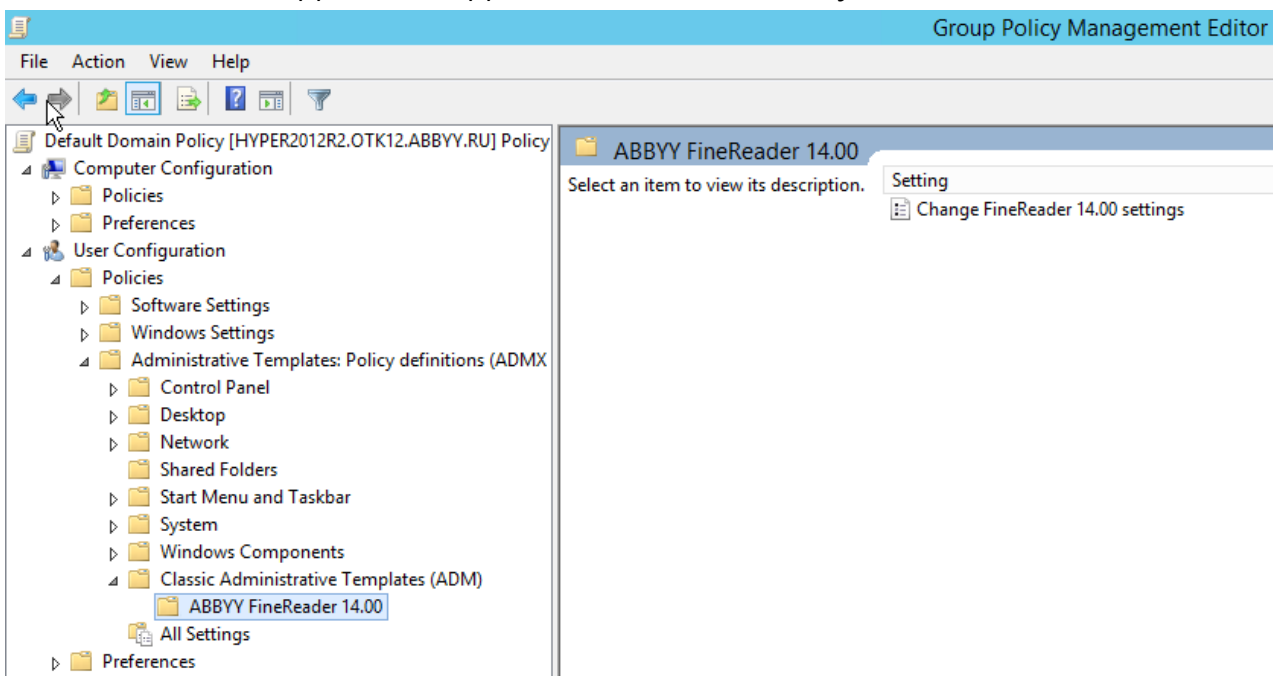 Group Policy Management Editor
File Action View Help
Default Domain Policy [HYPER2012R2.OTK12.ABBYY.RU] Policy
Computer Configuration
Policies
Preferences
User Configuration
Policies
Software Settings
Windows Settings
Administrative Templates: Policy definitions (ADMX
Control Panel
Desktop
Network
Shared Folders
Start Menu and Taskbar
System
Windows Components
Classic Administrative Templates (ADM)
ABBYY FineReader 14.00
All Settings
Preferences
ABBYY FineReader 14.00
Select an item to view its description.
Setting
Change FineReader 14.00 settings